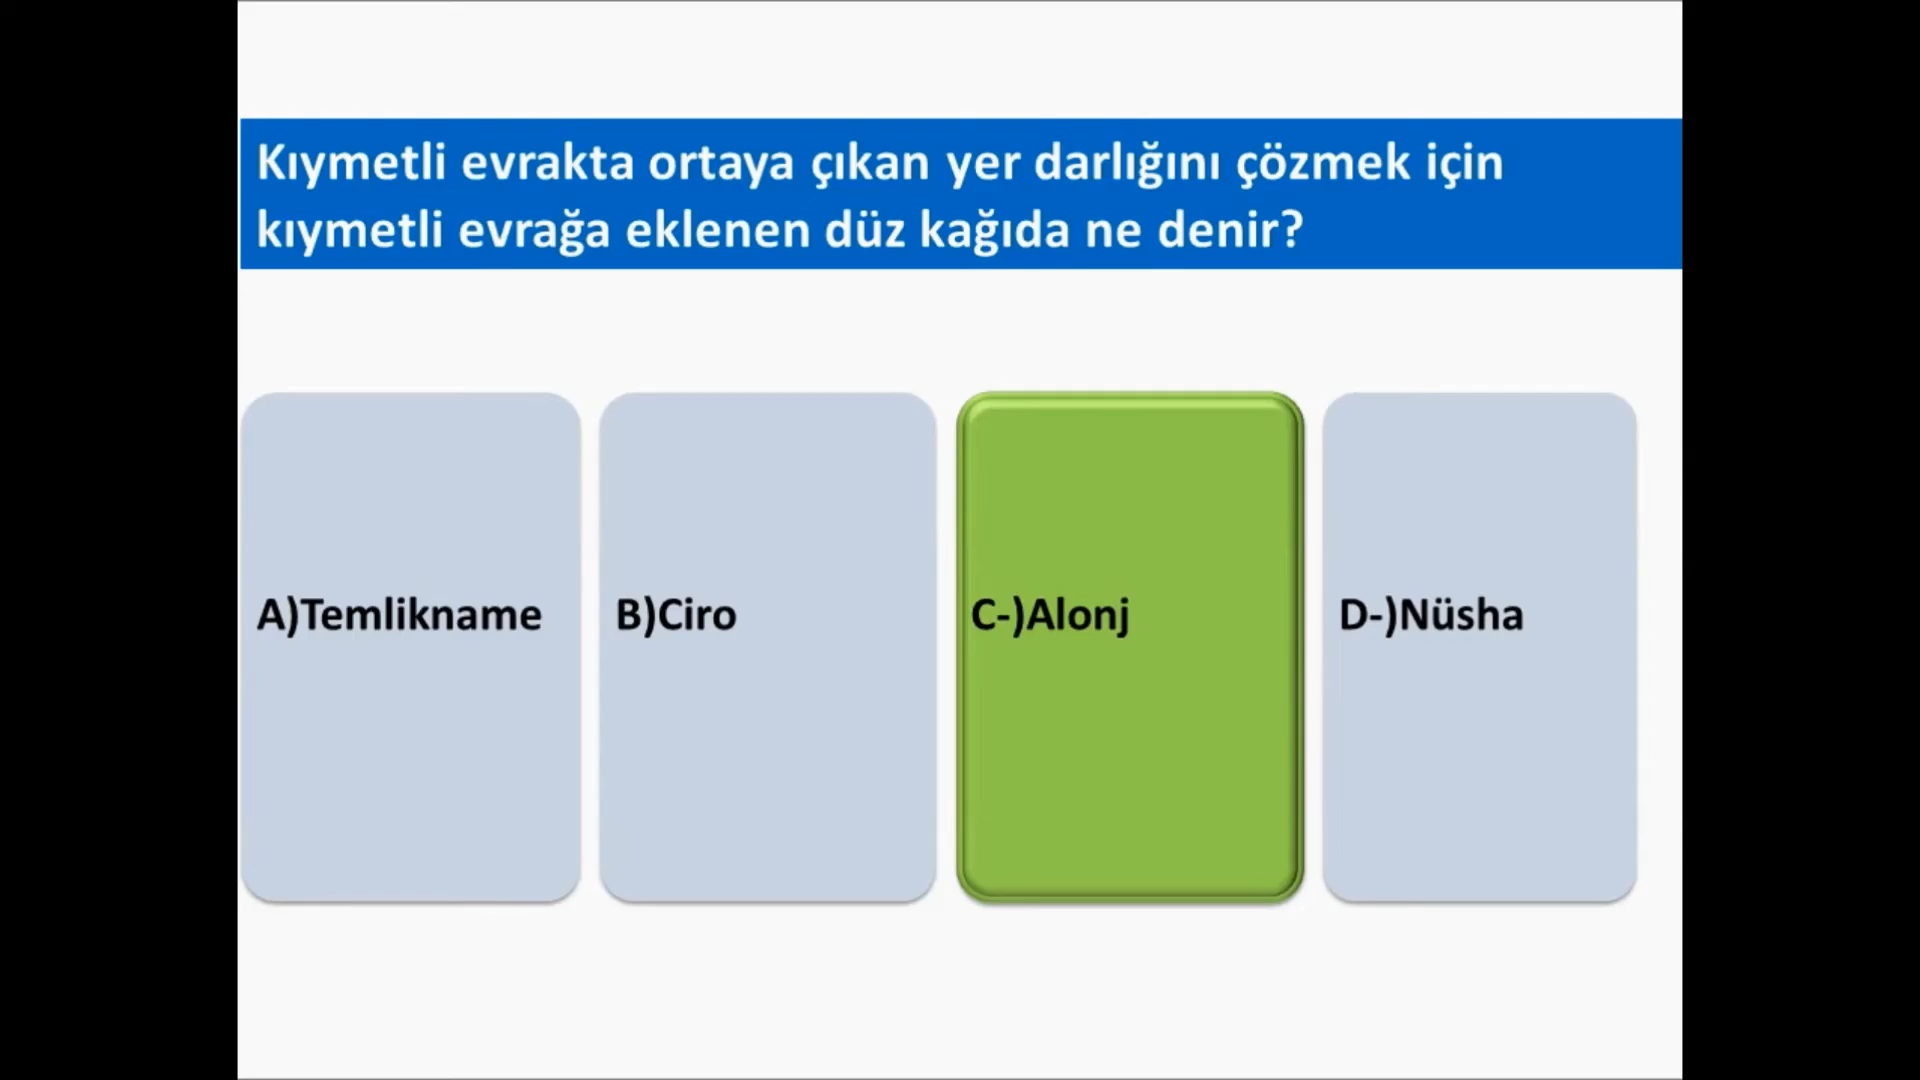 Kıymetli evrakta ortaya çıkan yer darlığını çözmek için
kıymetli evrağa eklenen düz kağıda ne denir?
A)Temlikname
B)Ciro
C-)Alonj
D-)Nüsha